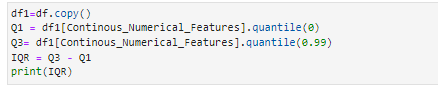 df1=df.copy()
Q1 = df1[Continous_Numerical_Features].quantile(0)
Q3= df1[Continous_Numerical_Features].quantile(0.99)
IQR = Q3 - Q1
print(IQR)